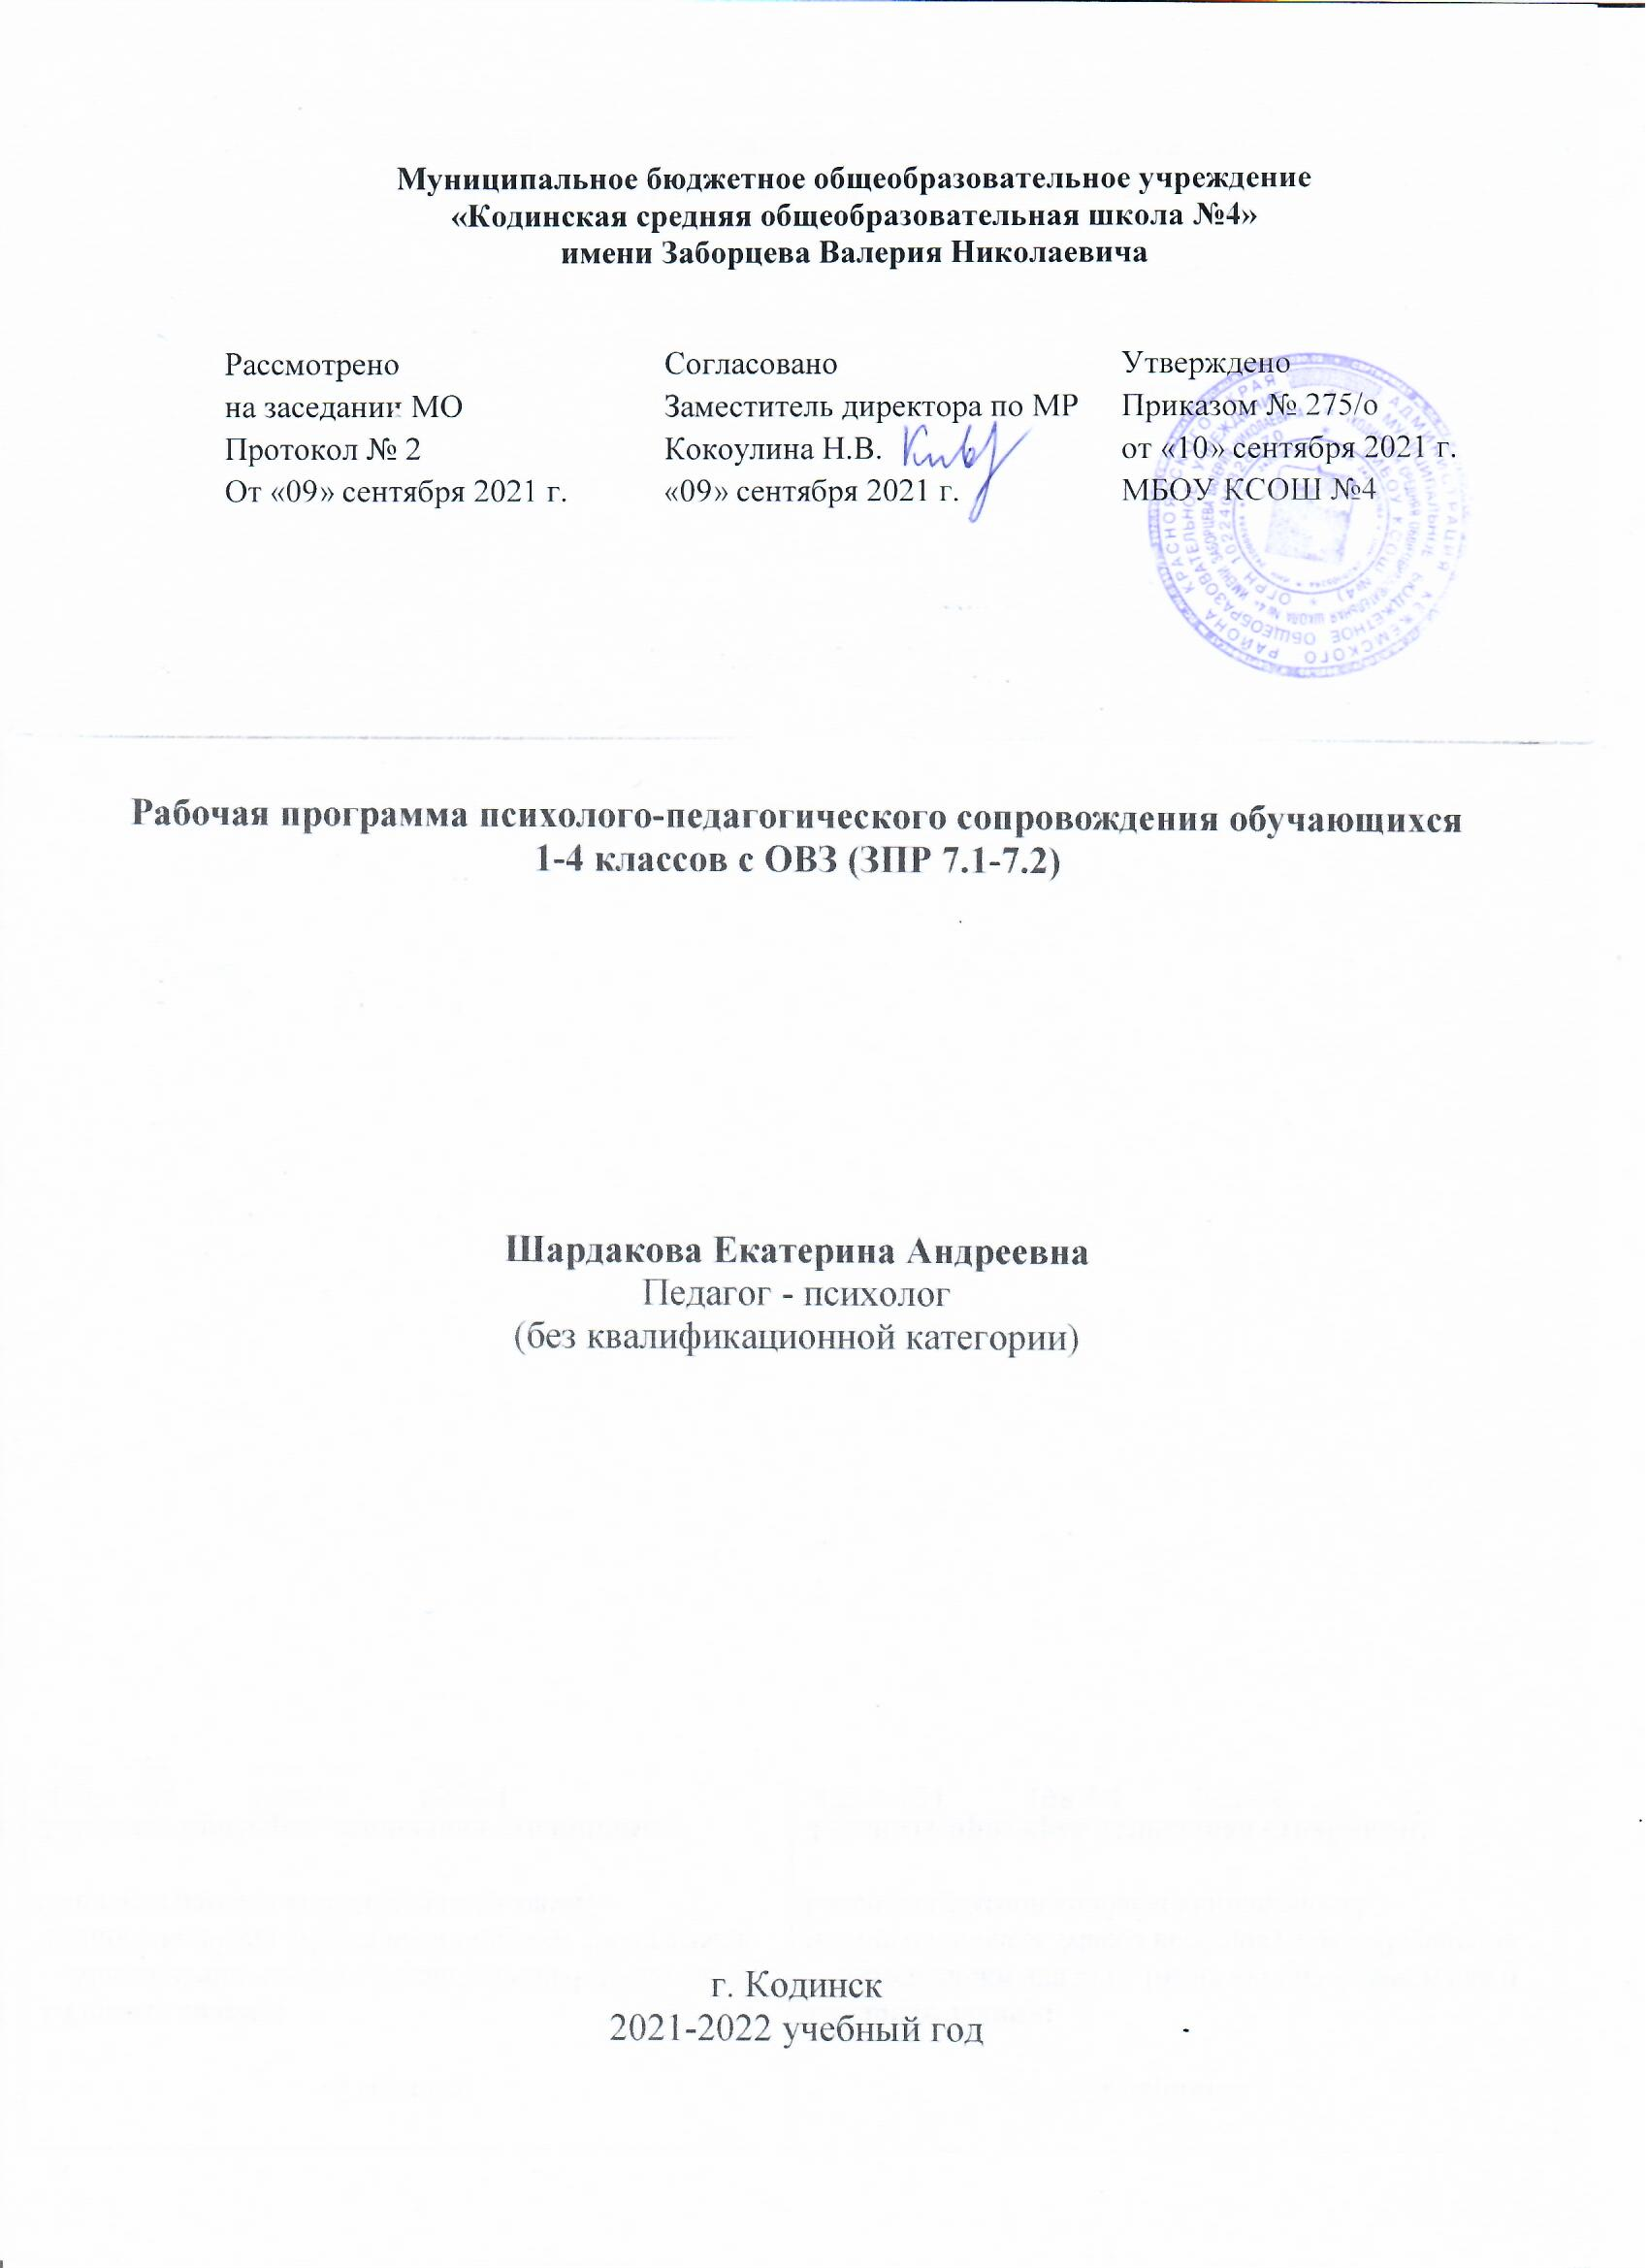 Муниципальное бюджетное общеобразовательное учреждение
«Кодинская средняя общеобразовательная школа №4»
имени Заборцева Валерия Николаевича
Рассмотрено
на заседании МО
Протокол № 2
От «09» сентября 2021 г.
Согласовано
Заместитель директора по МР
Кокоулина Н.В.
«09» сентября 2021 г.
Утверждено
Приказом № 275/о
от «10» сентября 2021 г.
МБОУ КСОШ №4
Рабочая программа психолого-педагогического сопровождения обучающихся
1-4 классов с ОВЗ (ЗПР 7.1-7.2)
Шардакова Екатерина Андреевна
Педагог - психолог
(без квалификационной категории)
г. Кодинск
2021-2022 учебный год